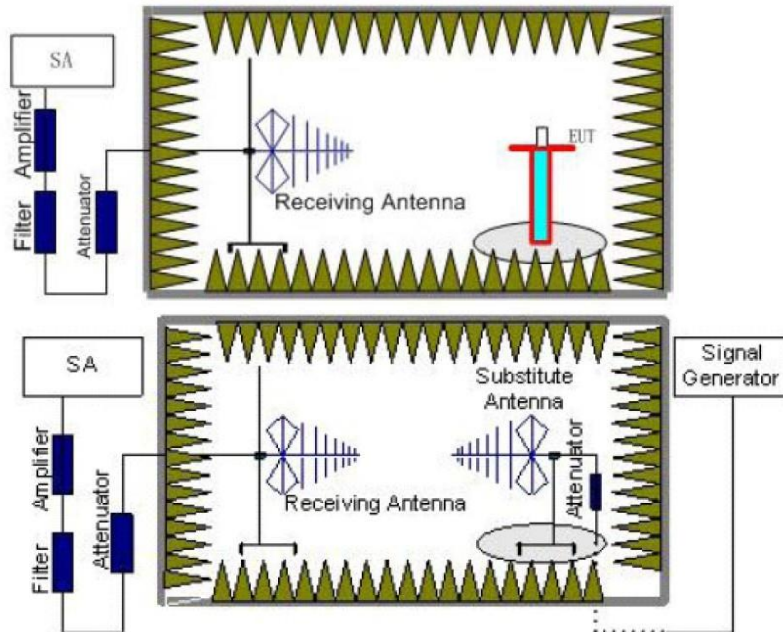 SA
Amplifier
Filter
Attenuator
Receiving Antenna
EUT
SA
Amplifier
Filter
Attenuator
Receiving Antenna
Substitute
Antenna
Attenuator
Signal
Generator